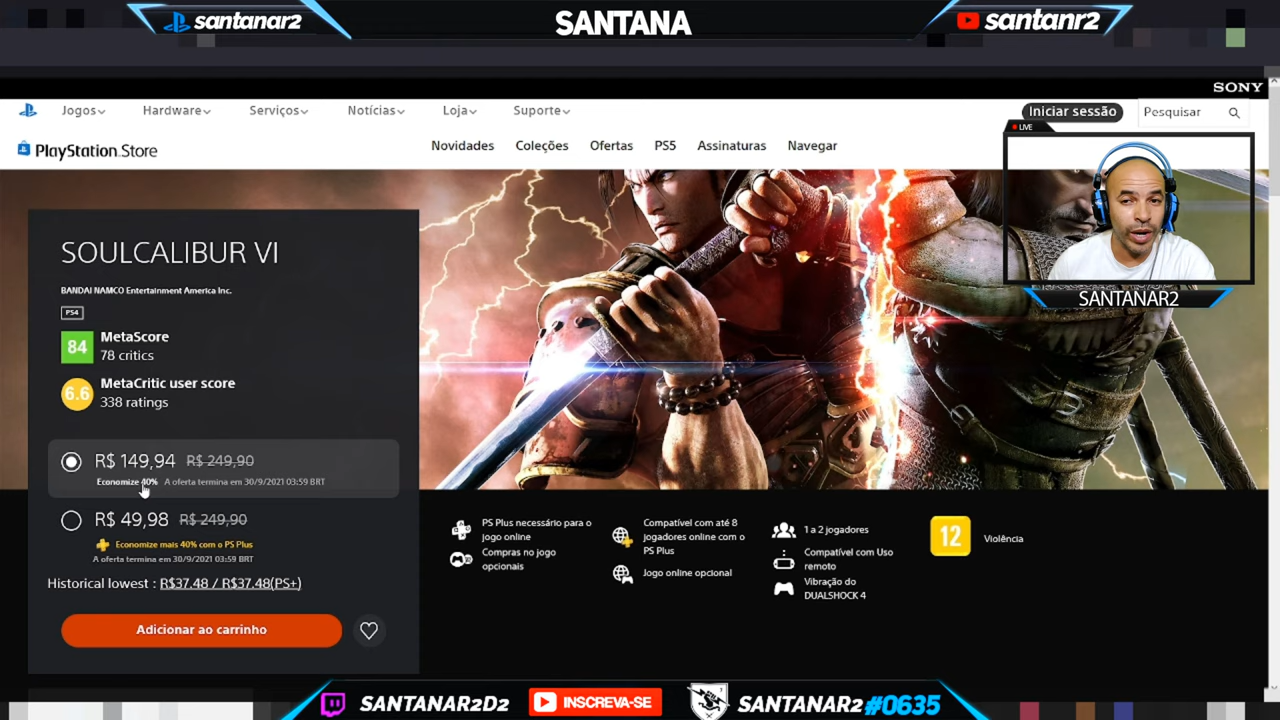 santanar2
SANTANA
santanr2
SONY
Jogos
Hardware
Serviços
Notícias
Loja
Suporte
Iniciar sessão
Pesquisar
LIVE
PlayStation.Store
Novidades
Coleções
Ofertas
PS5
Assinaturas
Navegar
SOULCALIBUR VI
BANDAI NAMCO Entertainment America Inc.
PS4
84
MetaScore
78 critics
6.6
MetaCritic user score
338 ratings
SANTANAR2
R$ 149,94 R$ 249,90
Economize 40% A oferta termina em 30/9/2021 03:59 BRT
R$ 49,98 R$ 249,90
Economize mais 40% com o PS Plus
A oferta termina em 30/9/2021 03:59 BRT
Historical lowest : R$37.48 / R$37.48(PS+)
Adicionar ao carrinho
PS Plus necessário para o
jogo online
Compras no jogo
opcionais
Compatível com até 8
jogadores online com o
PS Plus
Jogo online opcional
1 a 2 jogadores
Compatível com Uso
remoto
Vibração do
DUALSHOCK 4
12
Violência
SANTANAR2D2
INSCREVA-SE
SANTANAR2#0635